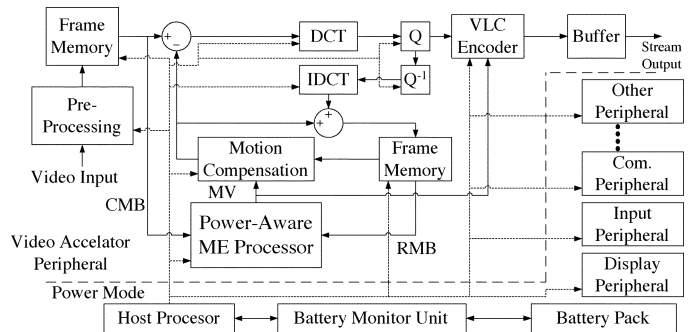 Frame
Memory
+
−
DCT
Q
VLC
Encoder
Buffer
Stream
Output
IDCT
Q-1
Pre-
Processing
+
+
Other
Peripheral
Video Input
Motion
Compensation
Frame
Memory
Com.
Peripheral
CMB
MV
Power-Aware
ME Processor
RMB
Input
Peripheral
Video Accelator
Peripheral
Display
Peripheral
Power Mode
Host Procesor
Battery Monitor Unit
Battery Pack